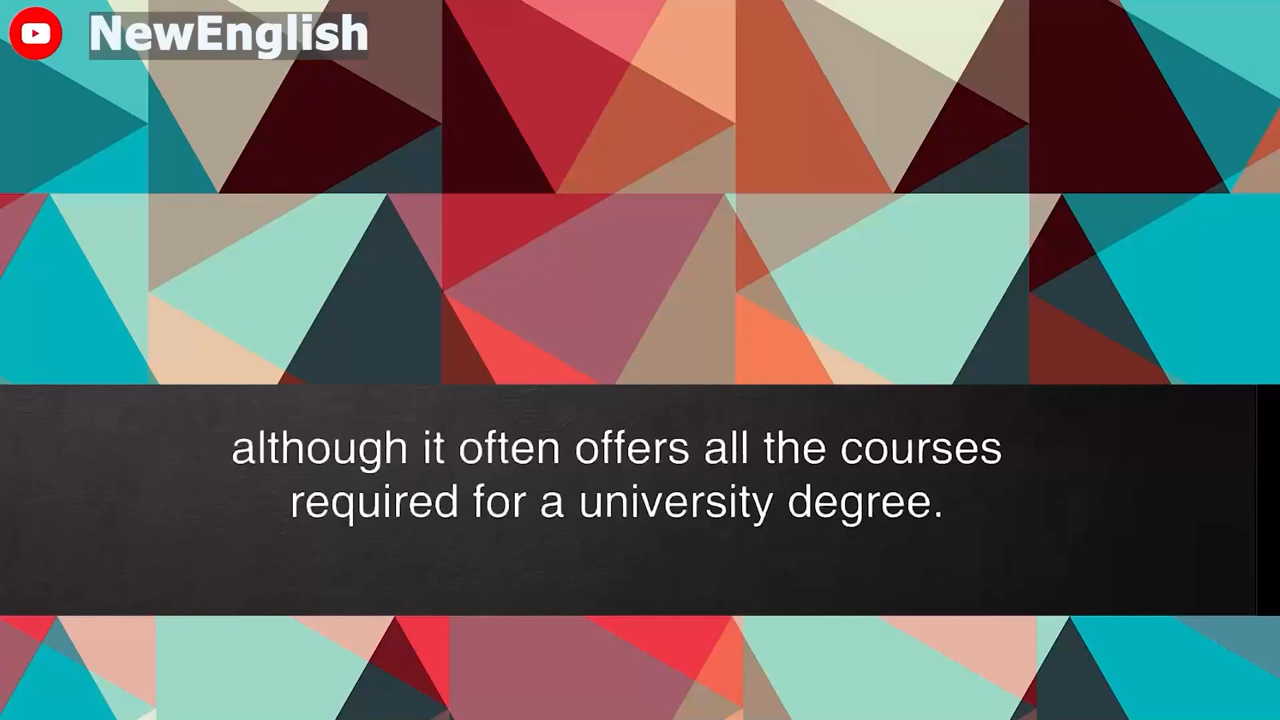 NewEnglish
although it often offers all the courses
required for a university degree.